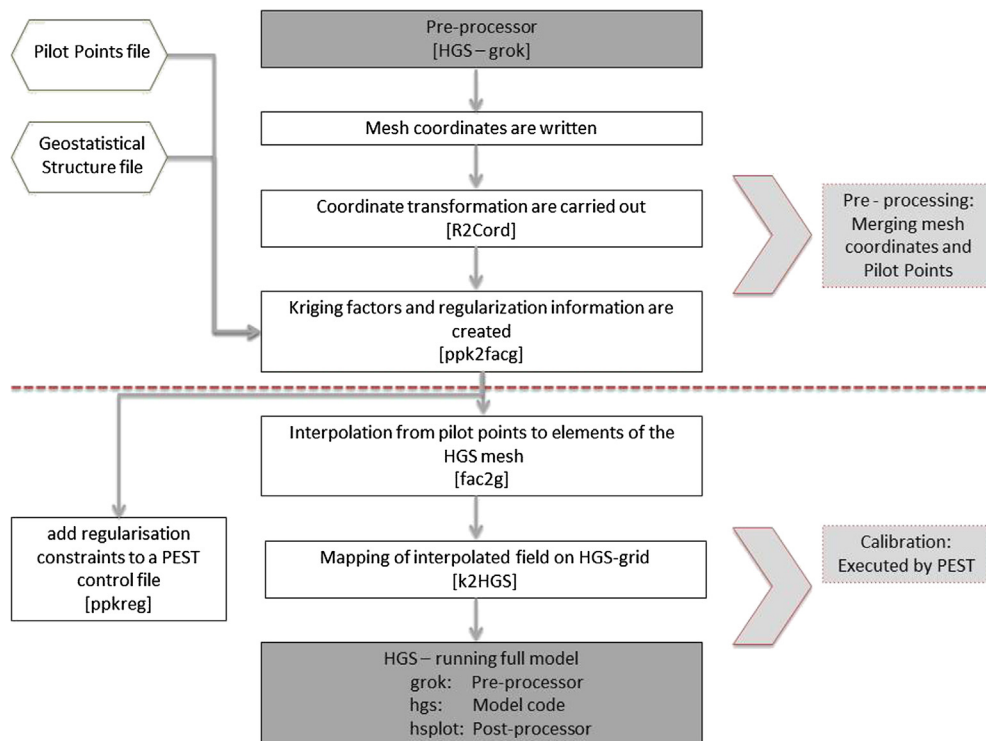 Pre-processor
[HGS – grok]
Pilot Points file
Geostatistical
Structure file
Mesh coordinates are written
Coordinate transformation are carried out
[R2Cord]
Kriging factors and regularization information are
created
[ppk2facg]
Pre - processing:
Merging mesh
coordinates and
Pilot Points
Interpolation from pilot points to elements of the
HGS mesh
[fac2g]
add regularisation
constraints to a PEST
control file
[ppkreg]
Mapping of interpolated field on HGS-grid
[k2HGS]
Calibration:
Executed by PEST
HGS – running full model
grok: Pre-processor
hgs: Model code
hsplot: Post-processor